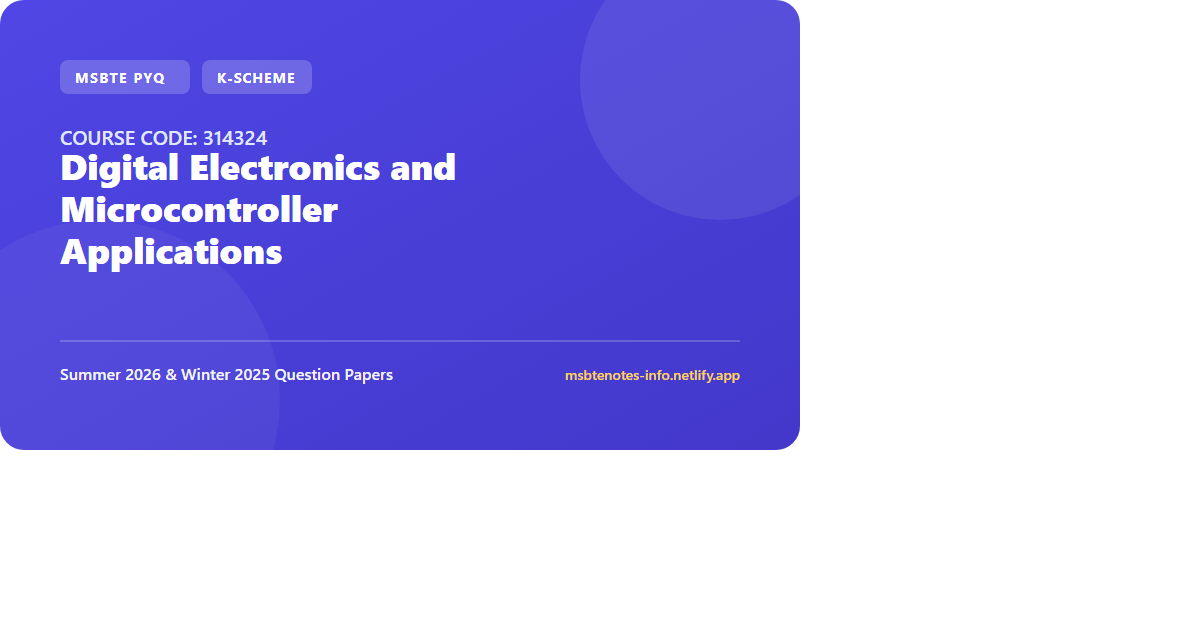 MSBTE PYQ
K-SCHEME
COURSE CODE: 314324
Digital Electronics and
Microcontroller
Applications
Summer 2026 & Winter 2025 Question Papers
msbtenotes-info.netlify.app